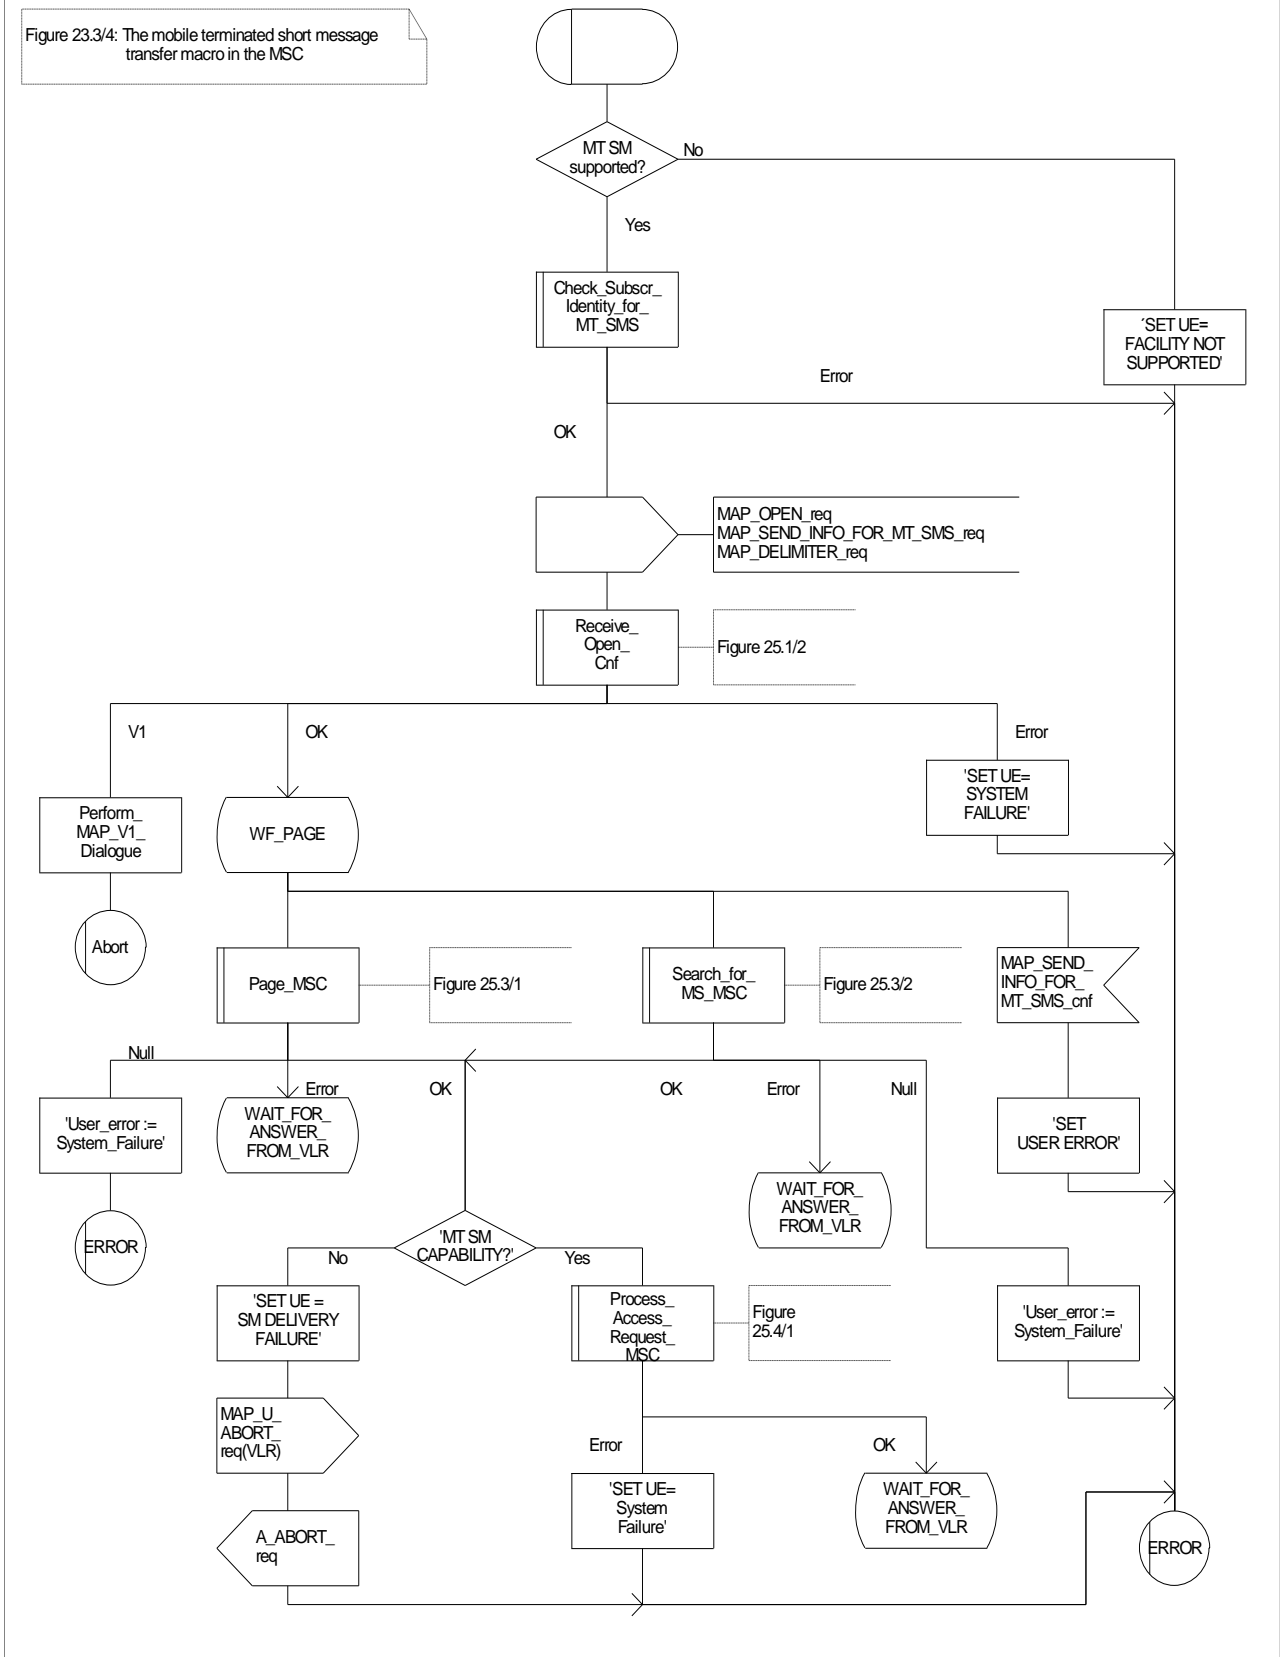 Figure 23.3/4: The mobile terminated short message
transfer macro in the MSC
MT SM
supported?
No
Yes
Check_Subscr_
Identity_for_
MT_SMS
´SET UE=
FACILITY NOT
SUPPORTED'
Error
OK
MAP_OPEN_req
MAP_SEND_INFO_FOR_MT_SMS_req
MAP_DELIMITER_req
Receive_
Open_
Cnf
Figure 25.1/2
V1
OK
Error
'SET UE=
SYSTEM
FAILURE'
Perform_
MAP_V1_
Dialogue
WF_PAGE
Abort
Page_MSC
Figure 25.3/1
Search_for_
MS_MSC
Figure 25.3/2
MAP_SEND_
INFO_FOR_
MT_SMS_cnf
Null
Error
OK
OK
Error
Null
'User_error :=
System_Failure'
WAIT_FOR_
ANSWER_
FROM_VLR
'SET
USER ERROR'
WAIT_FOR_
ANSWER_
FROM_VLR
ERROR
'MT SM
CAPABILITY?'
No
Yes
'SET UE =
SM DELIVERY
FAILURE'
Process_
Access_
Request_
MSC
Figure
25.4/1
'User_error :=
System_Failure'
MAP_U_
ABORT_
req(VLR)
Error
OK
'SET UE=
System
Failure'
WAIT_FOR_
ANSWER_
FROM_VLR
A_ABORT_
req
ERROR